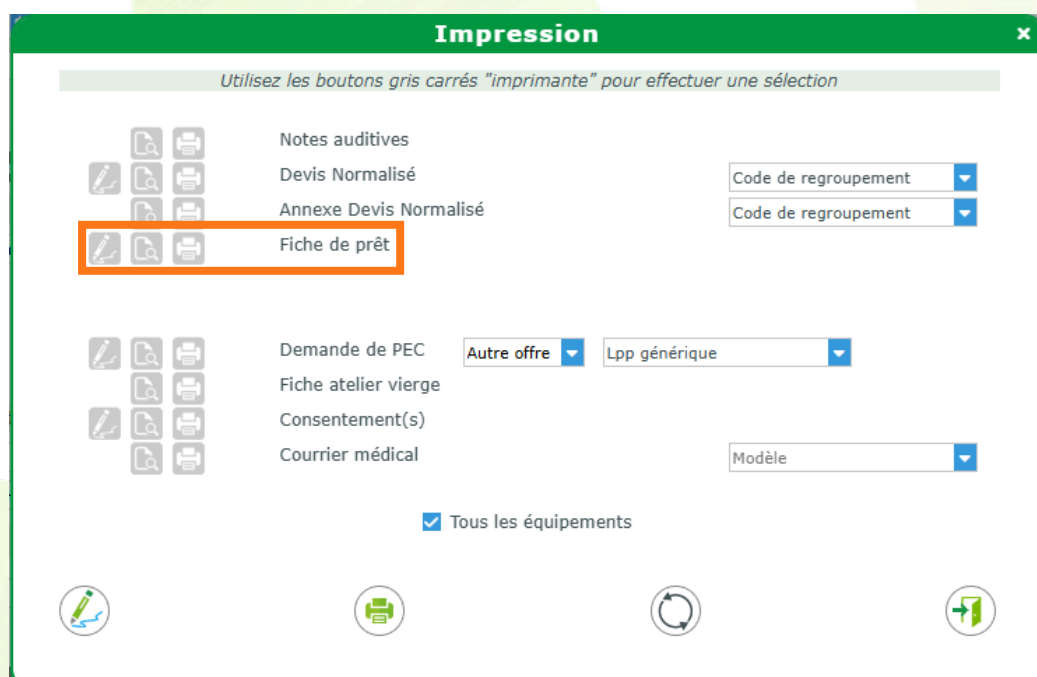 Impression
Utilisez les boutons gris carrés "imprimante" pour effectuer une sélection
Notes auditives
Devis Normalisé Code de regroupement
Annexe Devis Normalisé Code de regroupement
Fiche de prêt
Demande de PEC Autre offre Lpp générique
Fiche atelier vierge
Consentement(s)
Courrier médical Modèle
Tous les équipements